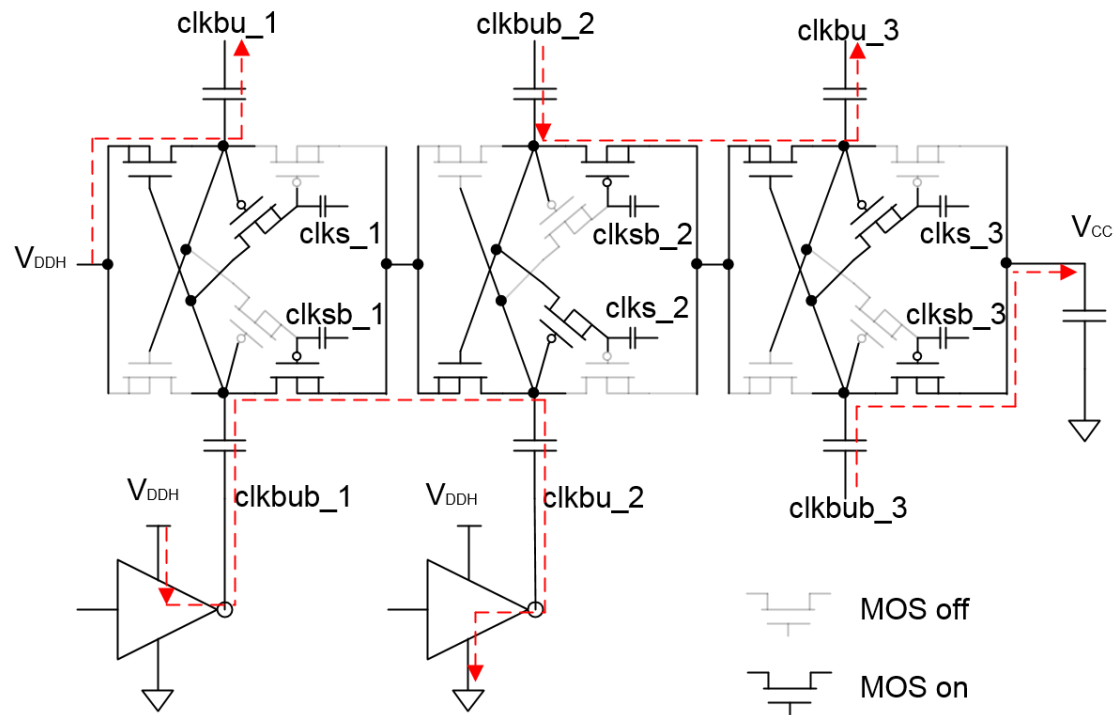 clkbu_1
clkbub_2
clkbu_3
clks_1
clksb_2
clks_3
VDDH
VCC
clksb_1
clks_2
clksb_3
VDDH
clkbub_1
VDDH
clkbu_2
clkbub_3
MOS off
MOS on